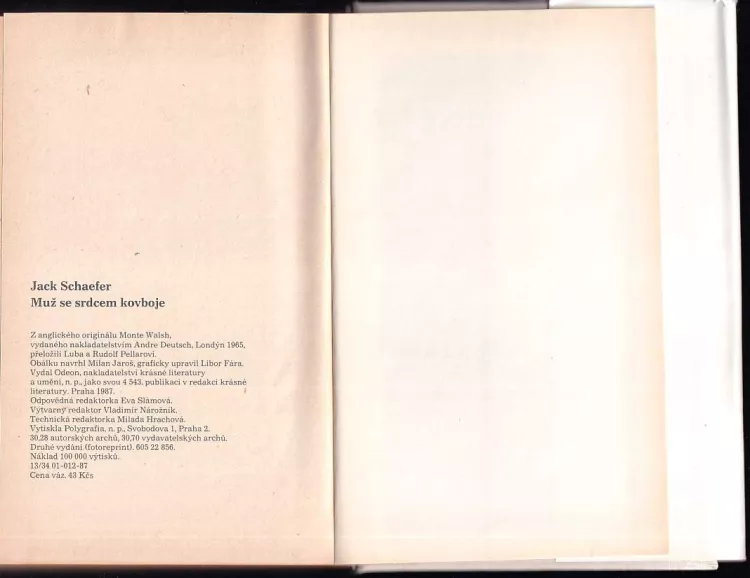 Jack Schaefer
Muž se srdcem kovboje
Z anglického originálu Monte Walsh,
vydaného nakladatelstvím Andre Deutsch, Londýn 1965,
přeložili Luba a Rudolf Pellarovi.
Obálku navrhl Milan Jaroš, graficky upravil Libor Fára.
Vydal Odeon, nakladatelství krásné literatury
a umění, n. p., jako svou 4 543. publikaci v redakci krásné
literatury. Praha 1987.
Odpovědná redaktorka Eva Slámová.
Výtvarný redaktor Vladimír Nárožník.
Technická redaktorka Milada Hrachová.
Vytiskla Polygrafia, n. p., Svobodova 1, Praha 2.
30,28 autorských archů, 30,70 vydavatelských archů.
Druhé vydání (fotoreprint). 605 22 856.
Náklad 100 000 výtisků.
13/34 01-012-87
Cena váz. 43 Kčs